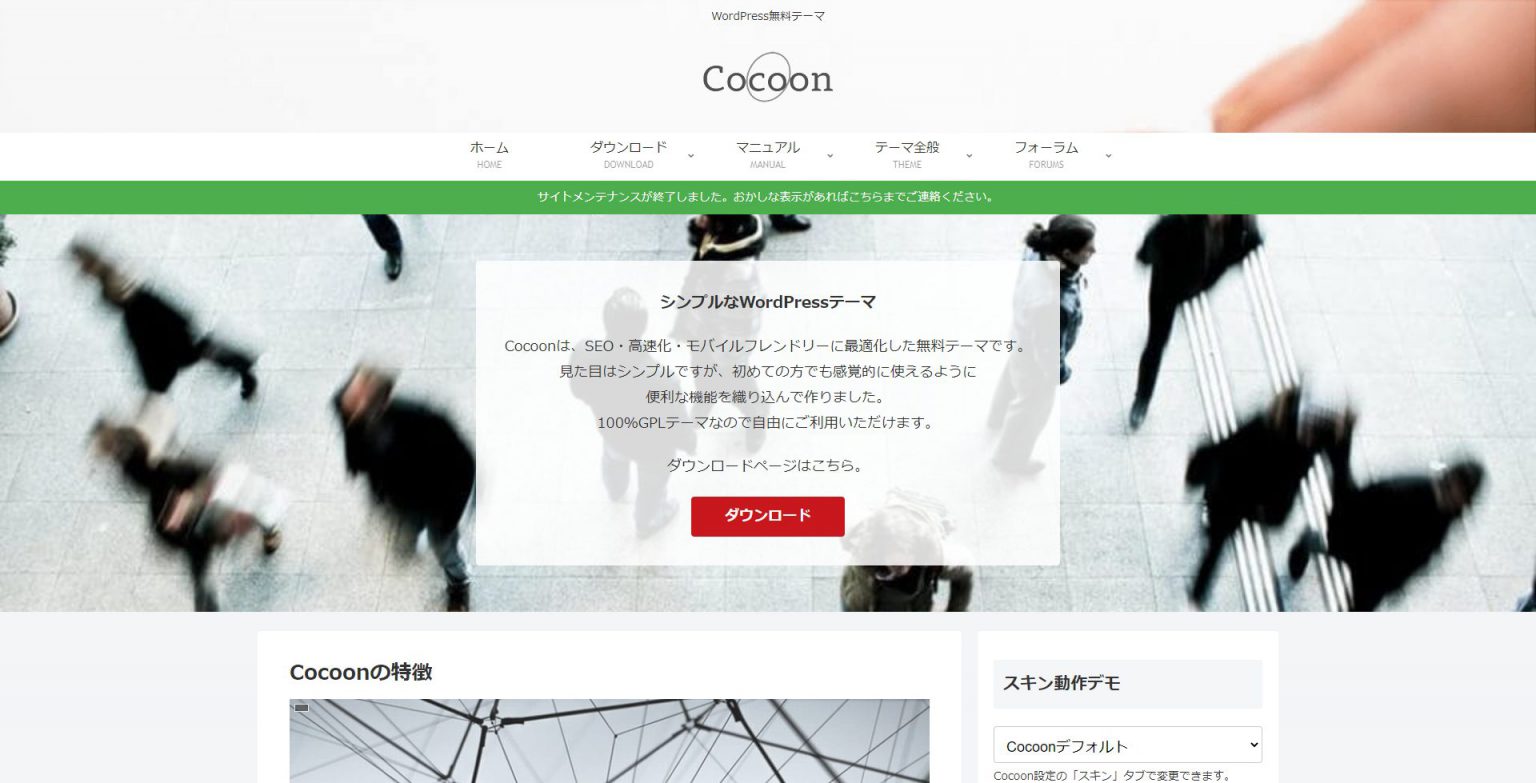 WordPress無料テーマ
Cocoon
ホーム
HOME
ダウンロード
DOWNLOAD
マニュアル
MANUAL
テーマ全般
THEME
フォーラム
FORUMS
サイトメンテナンスが終了しました。おかしな表示があればこちらまでご連絡ください。
シンプルなWordPressテーマ
Cocoonは、SEO・高速化・モバイルフレンドリーに最適化した無料テーマです。
見た目はシンプルですが、初めての方でも感覚的に使えるように
便利な機能を織り込んで作りました。
100%GPLテーマなので自由にご利用いただけます。
ダウンロードページはこちら。
ダウンロード
Cocoonの特徴
スキン動作デモ
Cocoonデフォルト
Cocoon設定の「スキン」タブで変更できます。